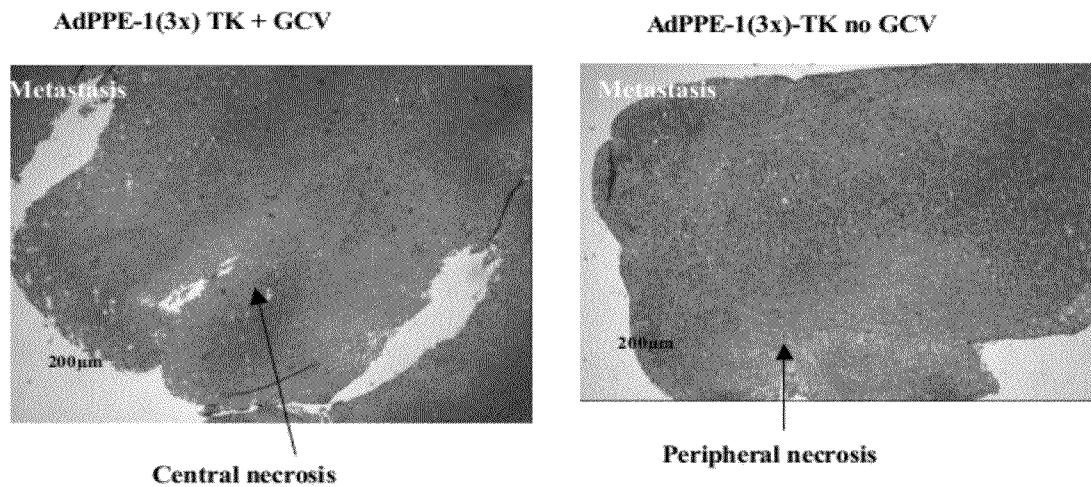 AdPPE-1(3x) TK + GCV
AdPPE-1(3x)-TK no GCV
Metastasis
Metastasis
200µm
200µm
Central necrosis
Peripheral necrosis